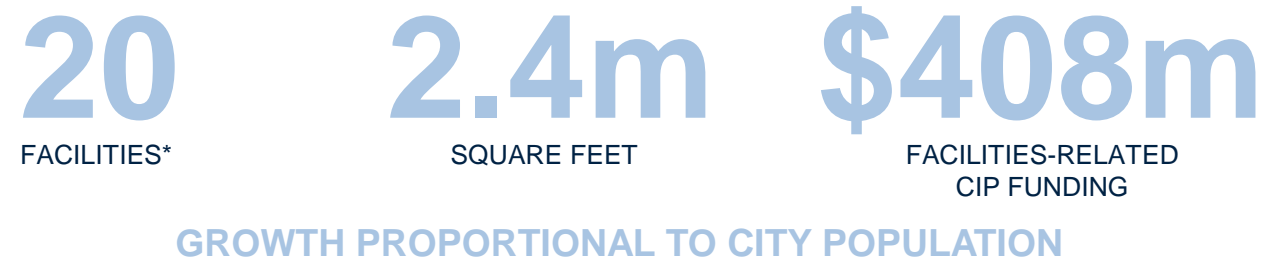 20 2.4m $408m
FACILITIES* SQUARE FEET FACILITIES-RELATED
CIP FUNDING
GROWTH PROPORTIONAL TO CITY POPULATION